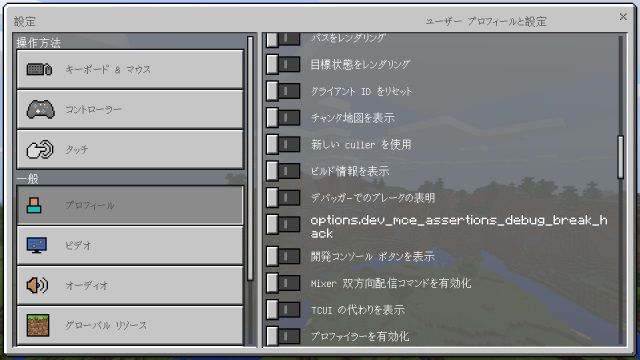 設定
ユーザー プロフィールと設定
操作方法
キーボード & マウス
コントローラー
タッチ
一般
プロフィール
ビデオ
オーディオ
グローバル リソース
パスをレンダリング
目標状態をレンダリング
クライアント ID をリセット
チャンク地図を表示
新しい culler を使用
ビルド情報を表示
デバッガーでのブレークの表明
options.dev_mce_assertions_debug_break_h
ack
開発コンソール ボタンを表示
Mixer 双方向配信コマンドを有効化
TCUI の代わりを表示
プロファイラーを有効化